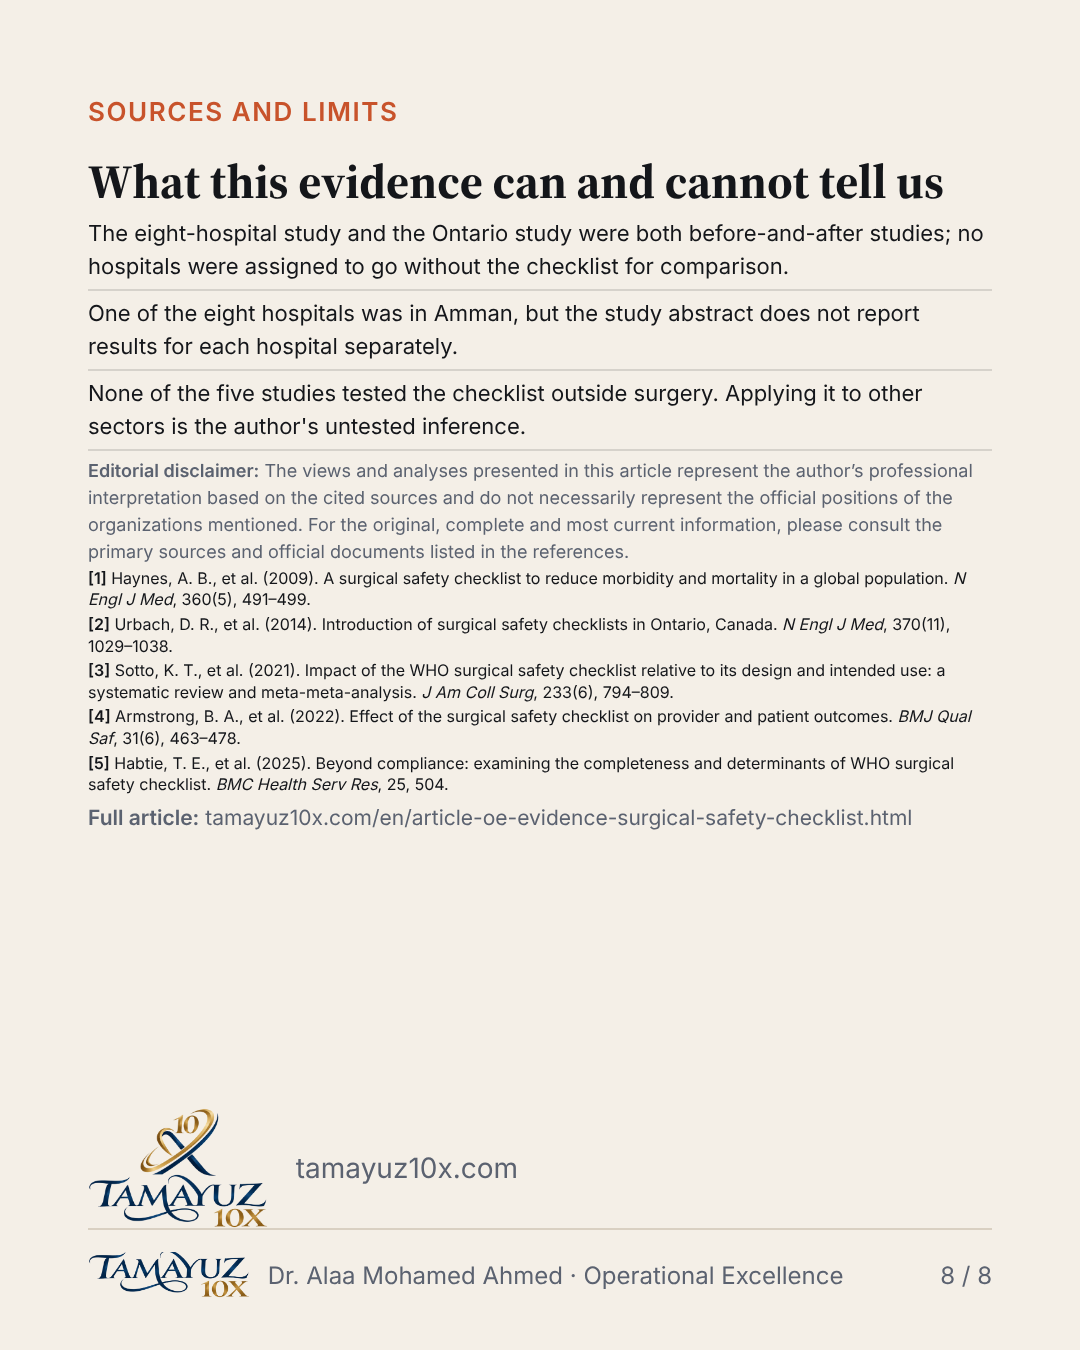 SOURCES AND LIMITS
What this evidence can and cannot tell us
The eight-hospital study and the Ontario study were both before-and-after studies; no
hospitals were assigned to go without the checklist for comparison.
One of the eight hospitals was in Amman, but the study abstract does not report
results for each hospital separately.
None of the five studies tested the checklist outside surgery. Applying it to other
sectors is the author's untested inference.
Editorial disclaimer: The views and analyses presented in this article represent the author’s professional
interpretation based on the cited sources and do not necessarily represent the official positions of the
organizations mentioned. For the original, complete and most current information, please consult the
primary sources and official documents listed in the references.
[1] Haynes, A. B., et al. (2009). A surgical safety checklist to reduce morbidity and mortality in a global population. N
Engl J Med, 360(5), 491–499.
[2] Urbach, D. R., et al. (2014). Introduction of surgical safety checklists in Ontario, Canada. N Engl J Med, 370(11),
1029–1038.
[3] Sotto, K. T., et al. (2021). Impact of the WHO surgical safety checklist relative to its design and intended use: a
systematic review and meta-meta-analysis. J Am Coll Surg, 233(6), 794–809.
[4] Armstrong, B. A., et al. (2022). Effect of the surgical safety checklist on provider and patient outcomes. BMJ Qual
Saf, 31(6), 463–478.
[5] Habtie, T. E., et al. (2025). Beyond compliance: examining the completeness and determinants of WHO surgical
safety checklist. BMC Health Serv Res, 25, 504.
Full article: tamayuz10x.com/en/article-oe-evidence-surgical-safety-checklist.html
10
TAMAYUZ
10X
tamayuz10x.com
TAMAYUZ
10X
Dr. Alaa Mohamed Ahmed · Operational Excellence
8 / 8